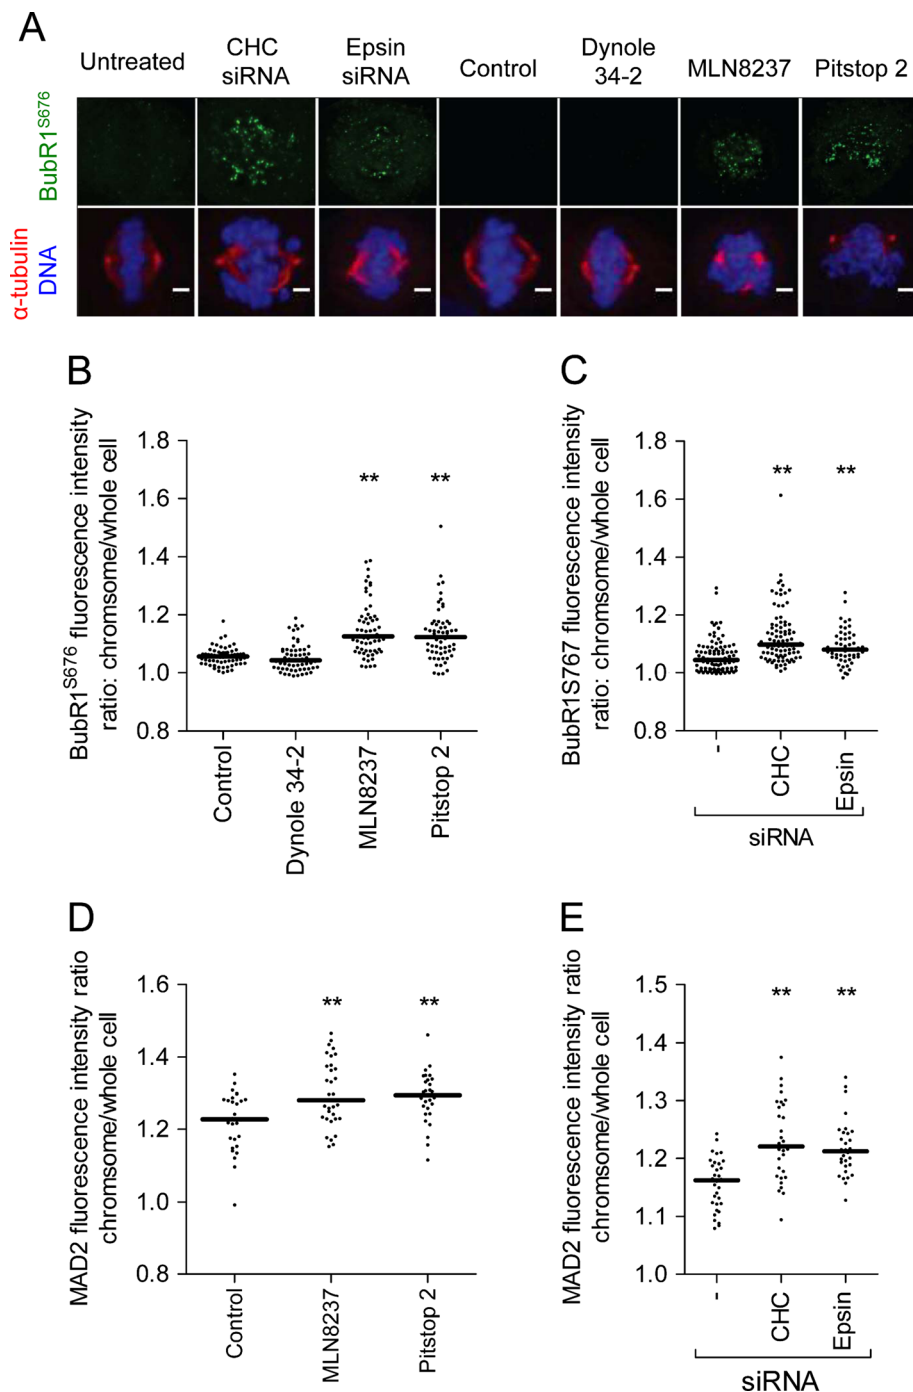 A
Untreated
CHC
siRNA
Epsin
siRNA
Control
Dynole
34-2
MLN8237
Pitstop 2
BubR1S676
α-tubulin
DNA
B
BubR1S676 fluorescence intensity
ratio: chromsome/whole cell
1.8
1.6
1.4
1.2
1.0
0.8
** **
Control
Dynole 34-2
MLN8237
Pitstop 2
C
BubR1S767 fluorescence intensity
ratio: chromsome/whole cell
1.8
1.6
1.4
1.2
1.0
0.8
** **
-
CHC
Epsin
siRNA
D
MAD2 fluorescence intensity ratio
chromsome/whole cell
1.6
1.4
1.2
1.0
0.8
** **
Control
MLN8237
Pitstop 2
E
MAD2 fluorescence intensity ratio
chromsome/whole cell
1.5
1.4
1.3
1.2
1.1
1.0
** **
-
CHC
Epsin
siRNA